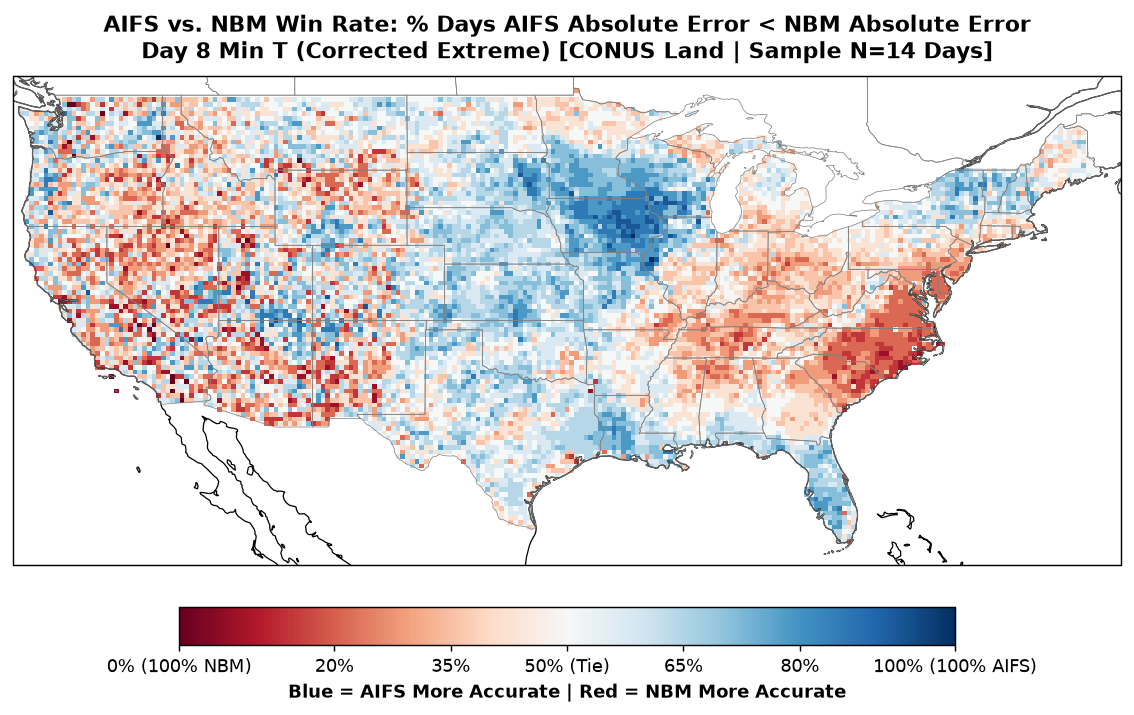 AIFS vs. NBM Win Rate: % Days AIFS Absolute Error < NBM Absolute Error
Day 8 Min T (Corrected Extreme) [CONUS Land | Sample N=14 Days]
0% (100% NBM) 20% 35% 50% (Tie) 65% 80% 100% (100% AIFS)
Blue = AIFS More Accurate | Red = NBM More Accurate